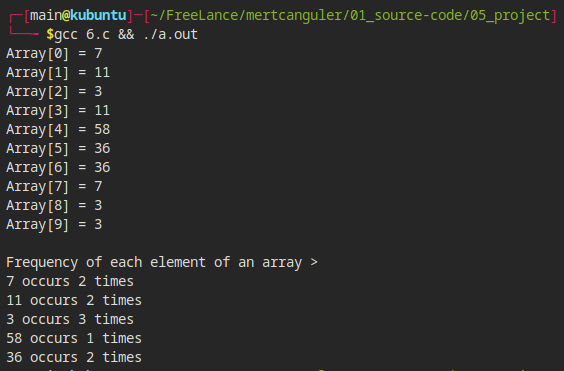 ┌─[main@kubuntu]─[~/FreeLance/mertcanguler/01_source-code/05_project]
└──╼ $gcc 6.c && ./a.out
Array[0] = 7
Array[1] = 11
Array[2] = 3
Array[3] = 11
Array[4] = 58
Array[5] = 36
Array[6] = 36
Array[7] = 7
Array[8] = 3
Array[9] = 3
Frequency of each element of an array >
7 occurs 2 times
11 occurs 2 times
3 occurs 3 times
58 occurs 1 times
36 occurs 2 times